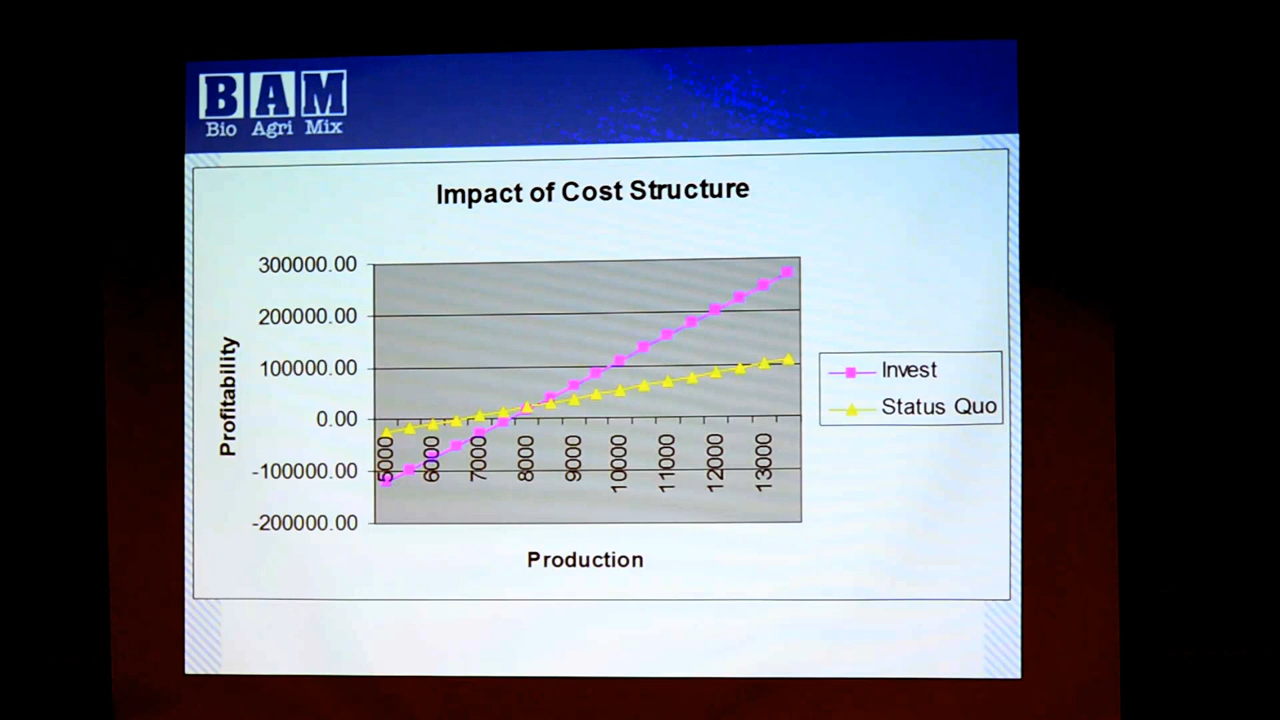 BAM
Bio Agri Mix
Impact of Cost Structure
300000.00
200000.00
100000.00
0.00
-100000.00
-200000.00
Profitability
5000
6000
7000
8000
9000
10000
11000
12000
13000
Production
Invest
Status Quo